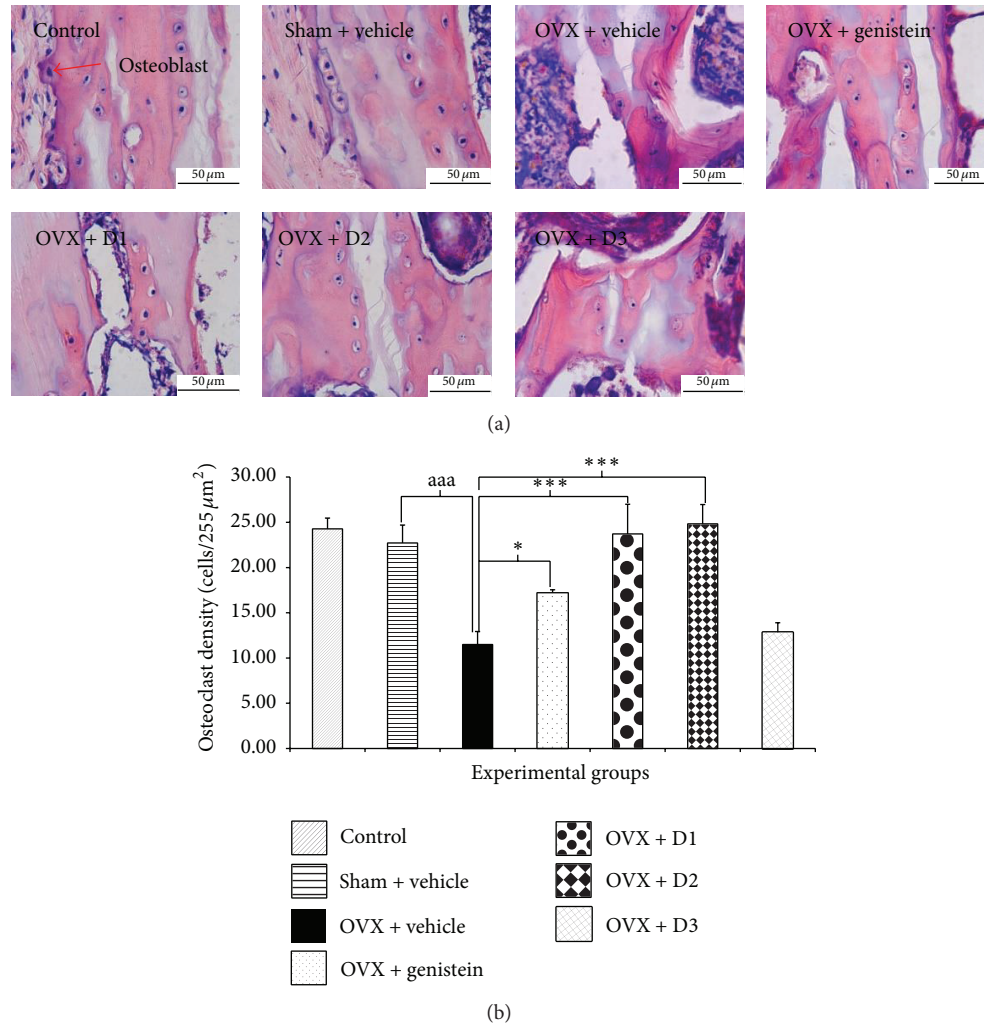 Control
Osteoblast
50 μm
Sham + vehicle
50 μm
OVX + vehicle
50 μm
OVX + genistein
50 μm
OVX + D1
50 μm
OVX + D2
50 μm
OVX + D3
50 μm
(a)
Osteoclast density (cells/255 μm²)
30.00
25.00
20.00
15.00
10.00
5.00
0.00
aaa
*
***
***
Experimental groups
Control
Sham + vehicle
OVX + vehicle
OVX + genistein
OVX + D1
OVX + D2
OVX + D3
(b)